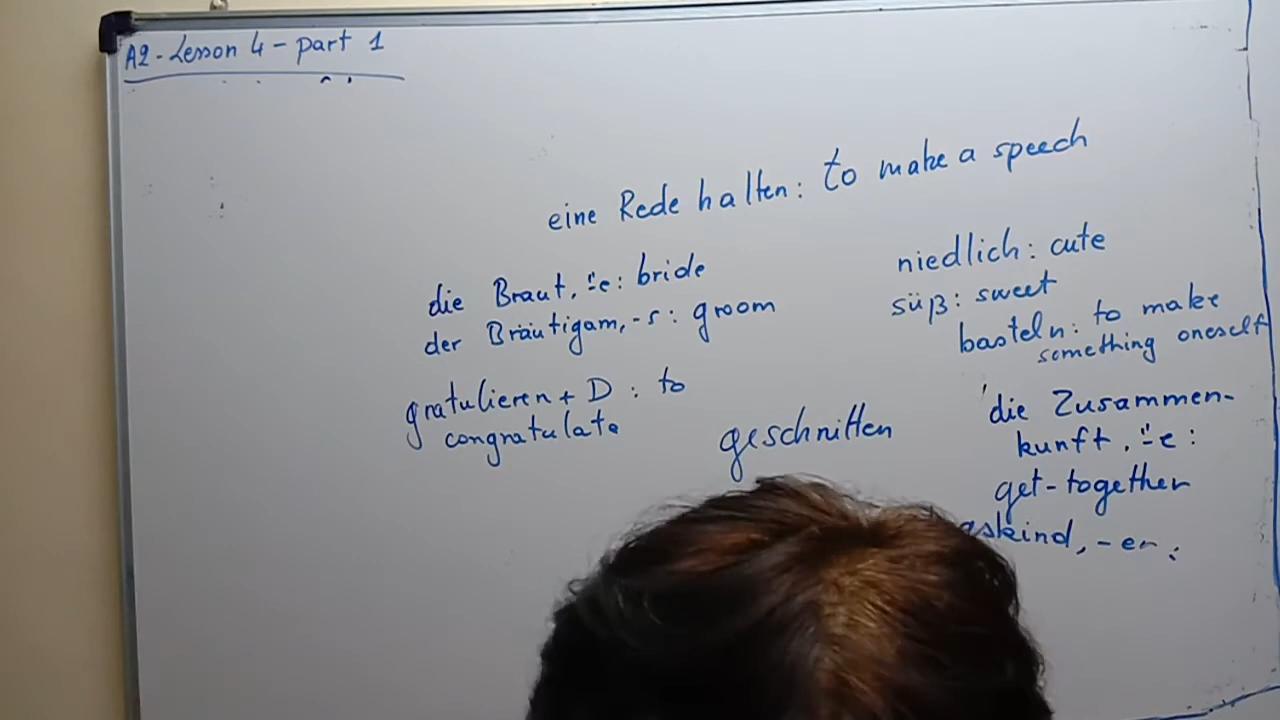 A2 - Lesson 4 - part 1
eine Rede halten: to make a speech
die Braut, ⸚e: bride
der Bräutigam, -s: groom
gratulieren + D : to
congratulate
geschnitten
niedlich: cute
süß: sweet
basteln: to make
something oneself
die Zusammen-
kunft, ⸚e:
get-together
skind, -er: